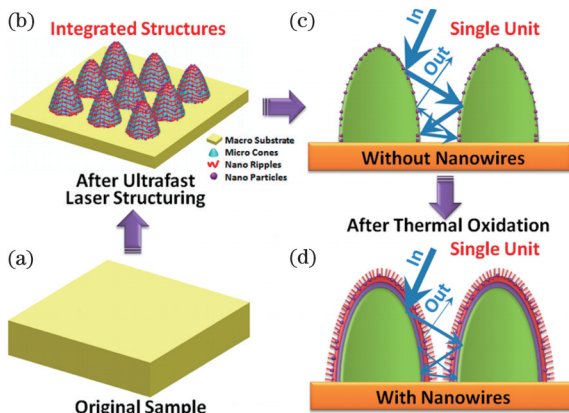 (b)
Integrated Structures
Macro Substrate
Micro Cones
Nano Ripples
Nano Particles
After Ultrafast
Laser Structuring
(a)
Original Sample
(c)
Single Unit
In
Out
Without Nanowires
After Thermal Oxidation
(d)
Single Unit
In
Out
With Nanowires